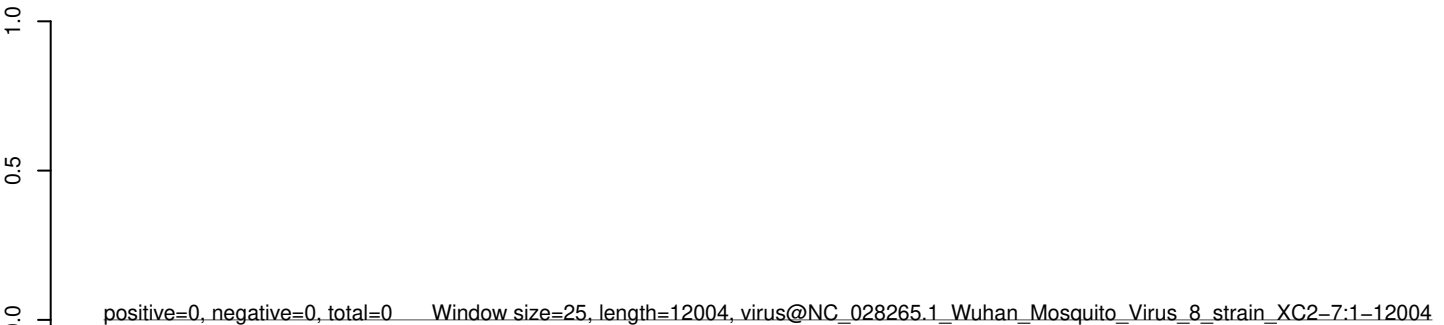 1.0
0.5
0.0
positive=0, negative=0, total=0 Window size=25, length=12004, virus@NC_028265.1_Wuhan_Mosquito_Virus_8_strain_XC2−7:1−12004